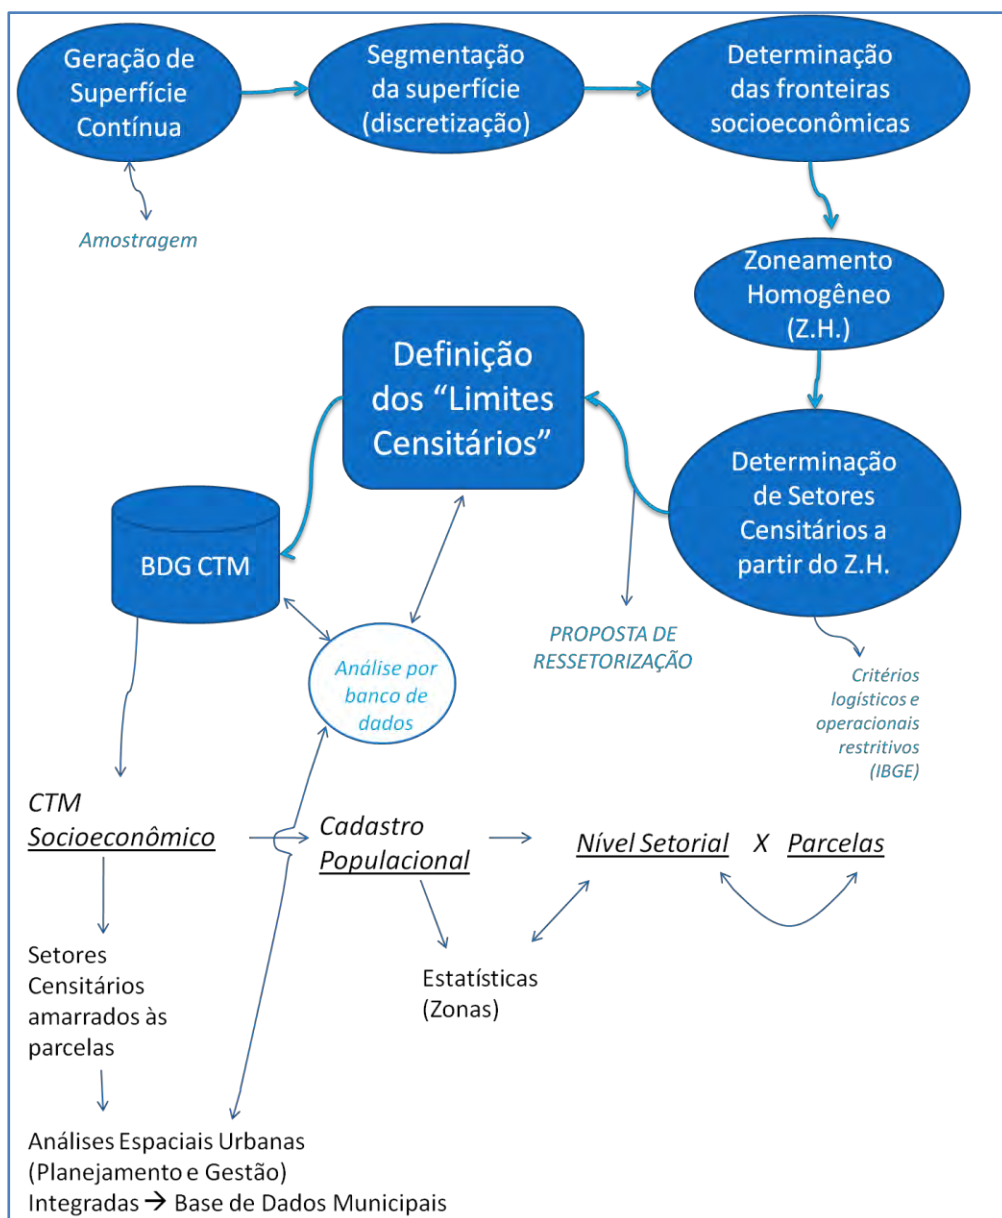 Geração de
Superfície
Contínua
Segmentação
da superfície
(discretização)
Determinação
das fronteiras
socioeconômicas
Amostragem
Zoneamento
Homogêneo
(Z.H.)
Definição
dos “Limites
Censitários”
Determinação
de Setores
Censitários a
partir do Z.H.
BDG CTM
PROPOSTA DE
RESSETORIZAÇÃO
Análise por
banco de
dados
Critérios
logísticos e
operacionais
restritivos
(IBGE)
CTM
Socioeconômico
Cadastro
Populacional
Nível Setorial X Parcelas
Setores
Censitários
amarrados às
parcelas
Estatísticas
(Zonas)
Análises Espaciais Urbanas
(Planejamento e Gestão)
Integradas → Base de Dados Municipais